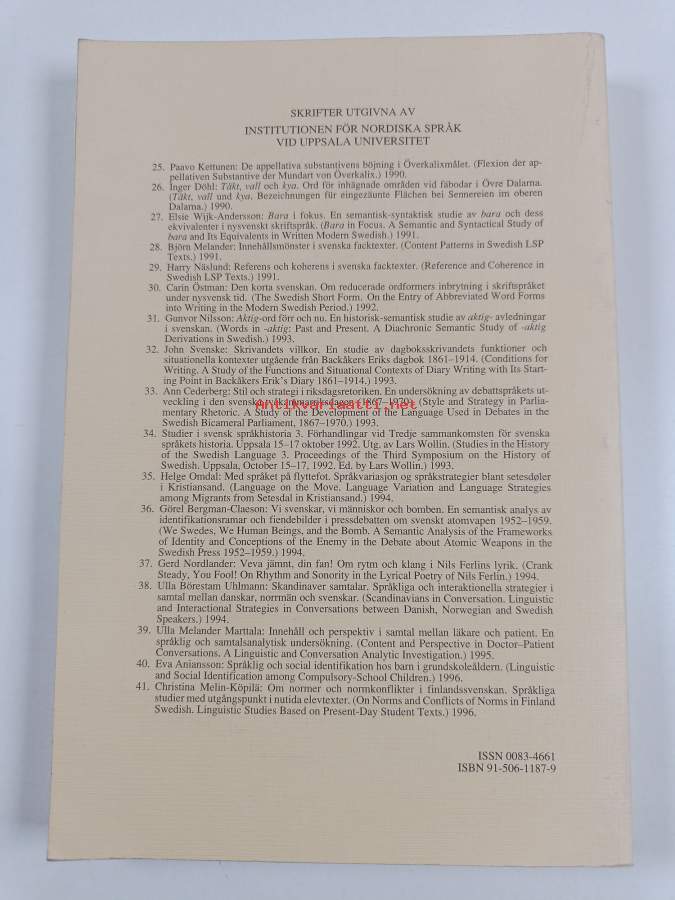 SKRIFTER UTGIVNA AV
INSTITUTIONEN FÖR NORDISKA SPRÅK
VID UPPSALA UNIVERSITET
25. Paavo Kettunen: De appellativa substantivens böjning i Överkalixmålet. (Flexion der ap-
pellativen Substantive der Mundart von Överkalix.) 1990.
26. Inger Döhl: Täkt, vall och kya. Ord för inhägnade områden vid fäbodar i Övre Dalarna.
(Täkt, vall und kya. Bezeichnungen für eingezäunte Flächen bei Sennereien im oberen
Dalarna.) 1990.
27. Elsie Wijk-Andersson: Bara i fokus. En semantisk-syntaktisk studie av bara och dess
ekvivalenter i nysvenskt skriftspråk. (Bara in Focus. A Semantic and Syntactical Study of
bara and Its Equivalents in Written Modern Swedish.) 1991.
28. Björn Melander: Innehållsmönster i svenska facktexter. (Content Patterns in Swedish LSP
Texts.) 1991.
29. Harry Näslund: Referens och koherens i svenska facktexter. (Reference and Coherence in
Swedish LSP Texts.) 1991.
30. Carin Östman: Den korta svenskan. Om reducerade ordformers inbrytning i skriftspråket
under nysvensk tid. (The Swedish Short Form. On the Entry of Abbreviated Word Forms
into Writing in the Modern Swedish Period.) 1992.
31. Gunvor Nilsson: Aktig-ord förr och nu. En historisk-semantisk studie av aktig- avledningar
i svenskan. (Words in -aktig: Past and Present. A Diachronic Semantic Study of -aktig
Derivations in Swedish.) 1993.
32. John Svenske: Skrivandets villkor. En studie av dagboksskrivandets funktioner och
situationella kontexter utgående från Backåkers Eriks dagbok 1861–1914. (Conditions for
Writing. A Study of the Functions and Situational Contexts of Diary Writing with Its Start-
ing Point in Backåkers Erik's Diary 1861–1914.) 1993.
33. Ann Cederberg: Stil och strategi i riksdagsretoriken. En undersökning av debattspråkets ut-
veckling i den svenska tvåkammarriksdagen (1867–1970). (Style and Strategy in Parlia-
Antikvariaatti.net
mentary Rhetoric. A Study of the Development of the Language Used in Debates in the
Swedish Bicameral Parliament, 1867–1970.) 1993.
34. Studier i svensk språkhistoria 3. Förhandlingar vid Tredje sammankomsten för svenska
språkets historia. Uppsala 15–17 oktober 1992. Utg. av Lars Wollin. (Studies in the History
of the Swedish Language 3. Proceedings of the Third Symposium on the History of
Swedish. Uppsala, October 15–17, 1992. Ed. by Lars Wollin.) 1993.
35. Helge Omdal: Med språket på flyttefot. Språkvariasjon og språkstrategier blant setesdøler
i Kristiansand. (Language on the Move. Language Variation and Language Strategies
among Migrants from Setesdal in Kristiansand.) 1994.
36. Görel Bergman-Claeson: Vi svenskar, vi människor och bomben. En semantisk analys av
identifikationsramar och fiendebilder i pressdebatten om svenskt atomvapen 1952–1959.
(We Swedes, We Human Beings, and the Bomb. A Semantic Analysis of the Frameworks
of Identity and Conceptions of the Enemy in the Debate about Atomic Weapons in the
Swedish Press 1952–1959.) 1994.
37. Gerd Nordlander: Veva jämnt, din fan! Om rytm och klang i Nils Ferlins lyrik. (Crank
Steady, You Fool! On Rhythm and Sonority in the Lyrical Poetry of Nils Ferlin.) 1994.
38. Ulla Börestam Uhlmann: Skandinaver samtalar. Språkliga och interaktionella strategier i
samtal mellan danskar, norrmän och svenskar. (Scandinavians in Conversation. Linguistic
and Interactional Strategies in Conversations between Danish, Norwegian and Swedish
Speakers.) 1994.
39. Ulla Melander Marttala: Innehåll och perspektiv i samtal mellan läkare och patient. En
språklig och samtalsanalytisk undersökning. (Content and Perspective in Doctor–Patient
Conversations. A Linguistic and Conversation Analytic Investigation.) 1995.
40. Eva Aniansson: Språklig och social identifikation hos barn i grundskoleåldern. (Linguistic
and Social Identification among Compulsory-School Children.) 1996.
41. Christina Melin-Köpilä: Om normer och normkonflikter i finlandssvenskan. Språkliga
studier med utgångspunkt i nutida elevtexter. (On Norms and Conflicts of Norms in Finland
Swedish. Linguistic Studies Based on Present-Day Student Texts.) 1996.
ISSN 0083-4661
ISBN 91-506-1187-9